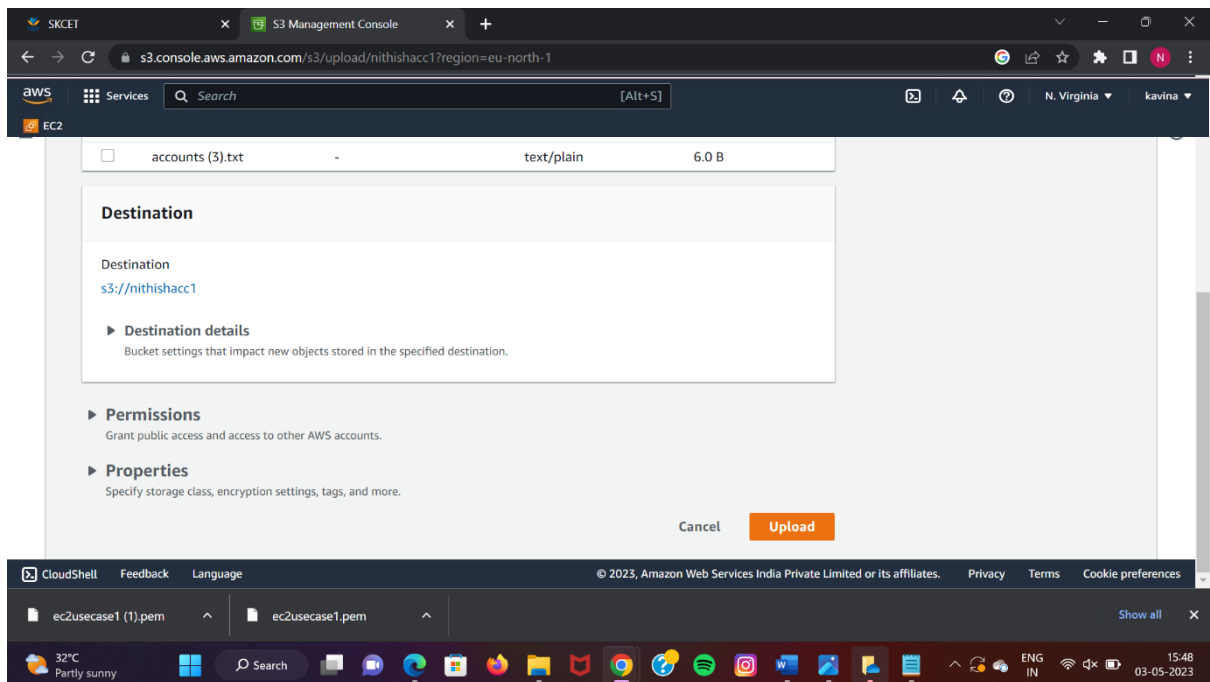 SKCET
S3 Management Console
s3.console.aws.amazon.com/s3/upload/nithishacc1?region=eu-north-1
N
aws
Services
Search
[Alt+S]
N. Virginia
kavina
EC2
accounts (3).txt - text/plain 6.0 B
Destination
Destination
s3://nithishacc1
Destination details
Bucket settings that impact new objects stored in the specified destination.
Permissions
Grant public access and access to other AWS accounts.
Properties
Specify storage class, encryption settings, tags, and more.
Cancel
Upload
CloudShell
Feedback
Language
© 2023, Amazon Web Services India Private Limited or its affiliates.
Privacy
Terms
Cookie preferences
ec2usecase1 (1).pem
ec2usecase1.pem
Show all
32°C
Partly sunny
Search
ENG
IN
15:48
03-05-2023